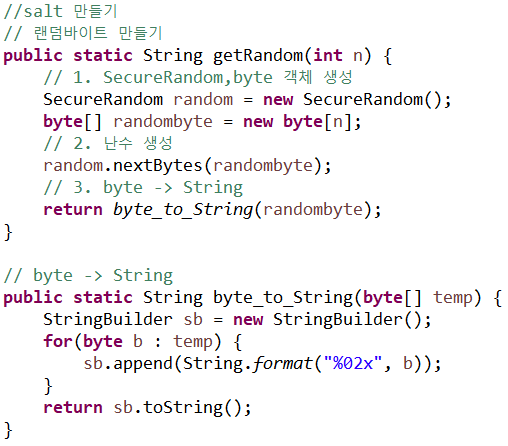 //salt 만들기
// 랜덤바이트 만들기
public static String getRandom(int n) {
    // 1. SecureRandom,byte 객체 생성
    SecureRandom random = new SecureRandom();
    byte[] randombyte = new byte[n];
    // 2. 난수 생성
    random.nextBytes(randombyte);
    // 3. byte -> String
    return byte_to_String(randombyte);
}

// byte -> String
public static String byte_to_String(byte[] temp) {
    StringBuilder sb = new StringBuilder();
    for(byte b : temp) {
        sb.append(String.format("%02x", b));
    }
    return sb.toString();
}